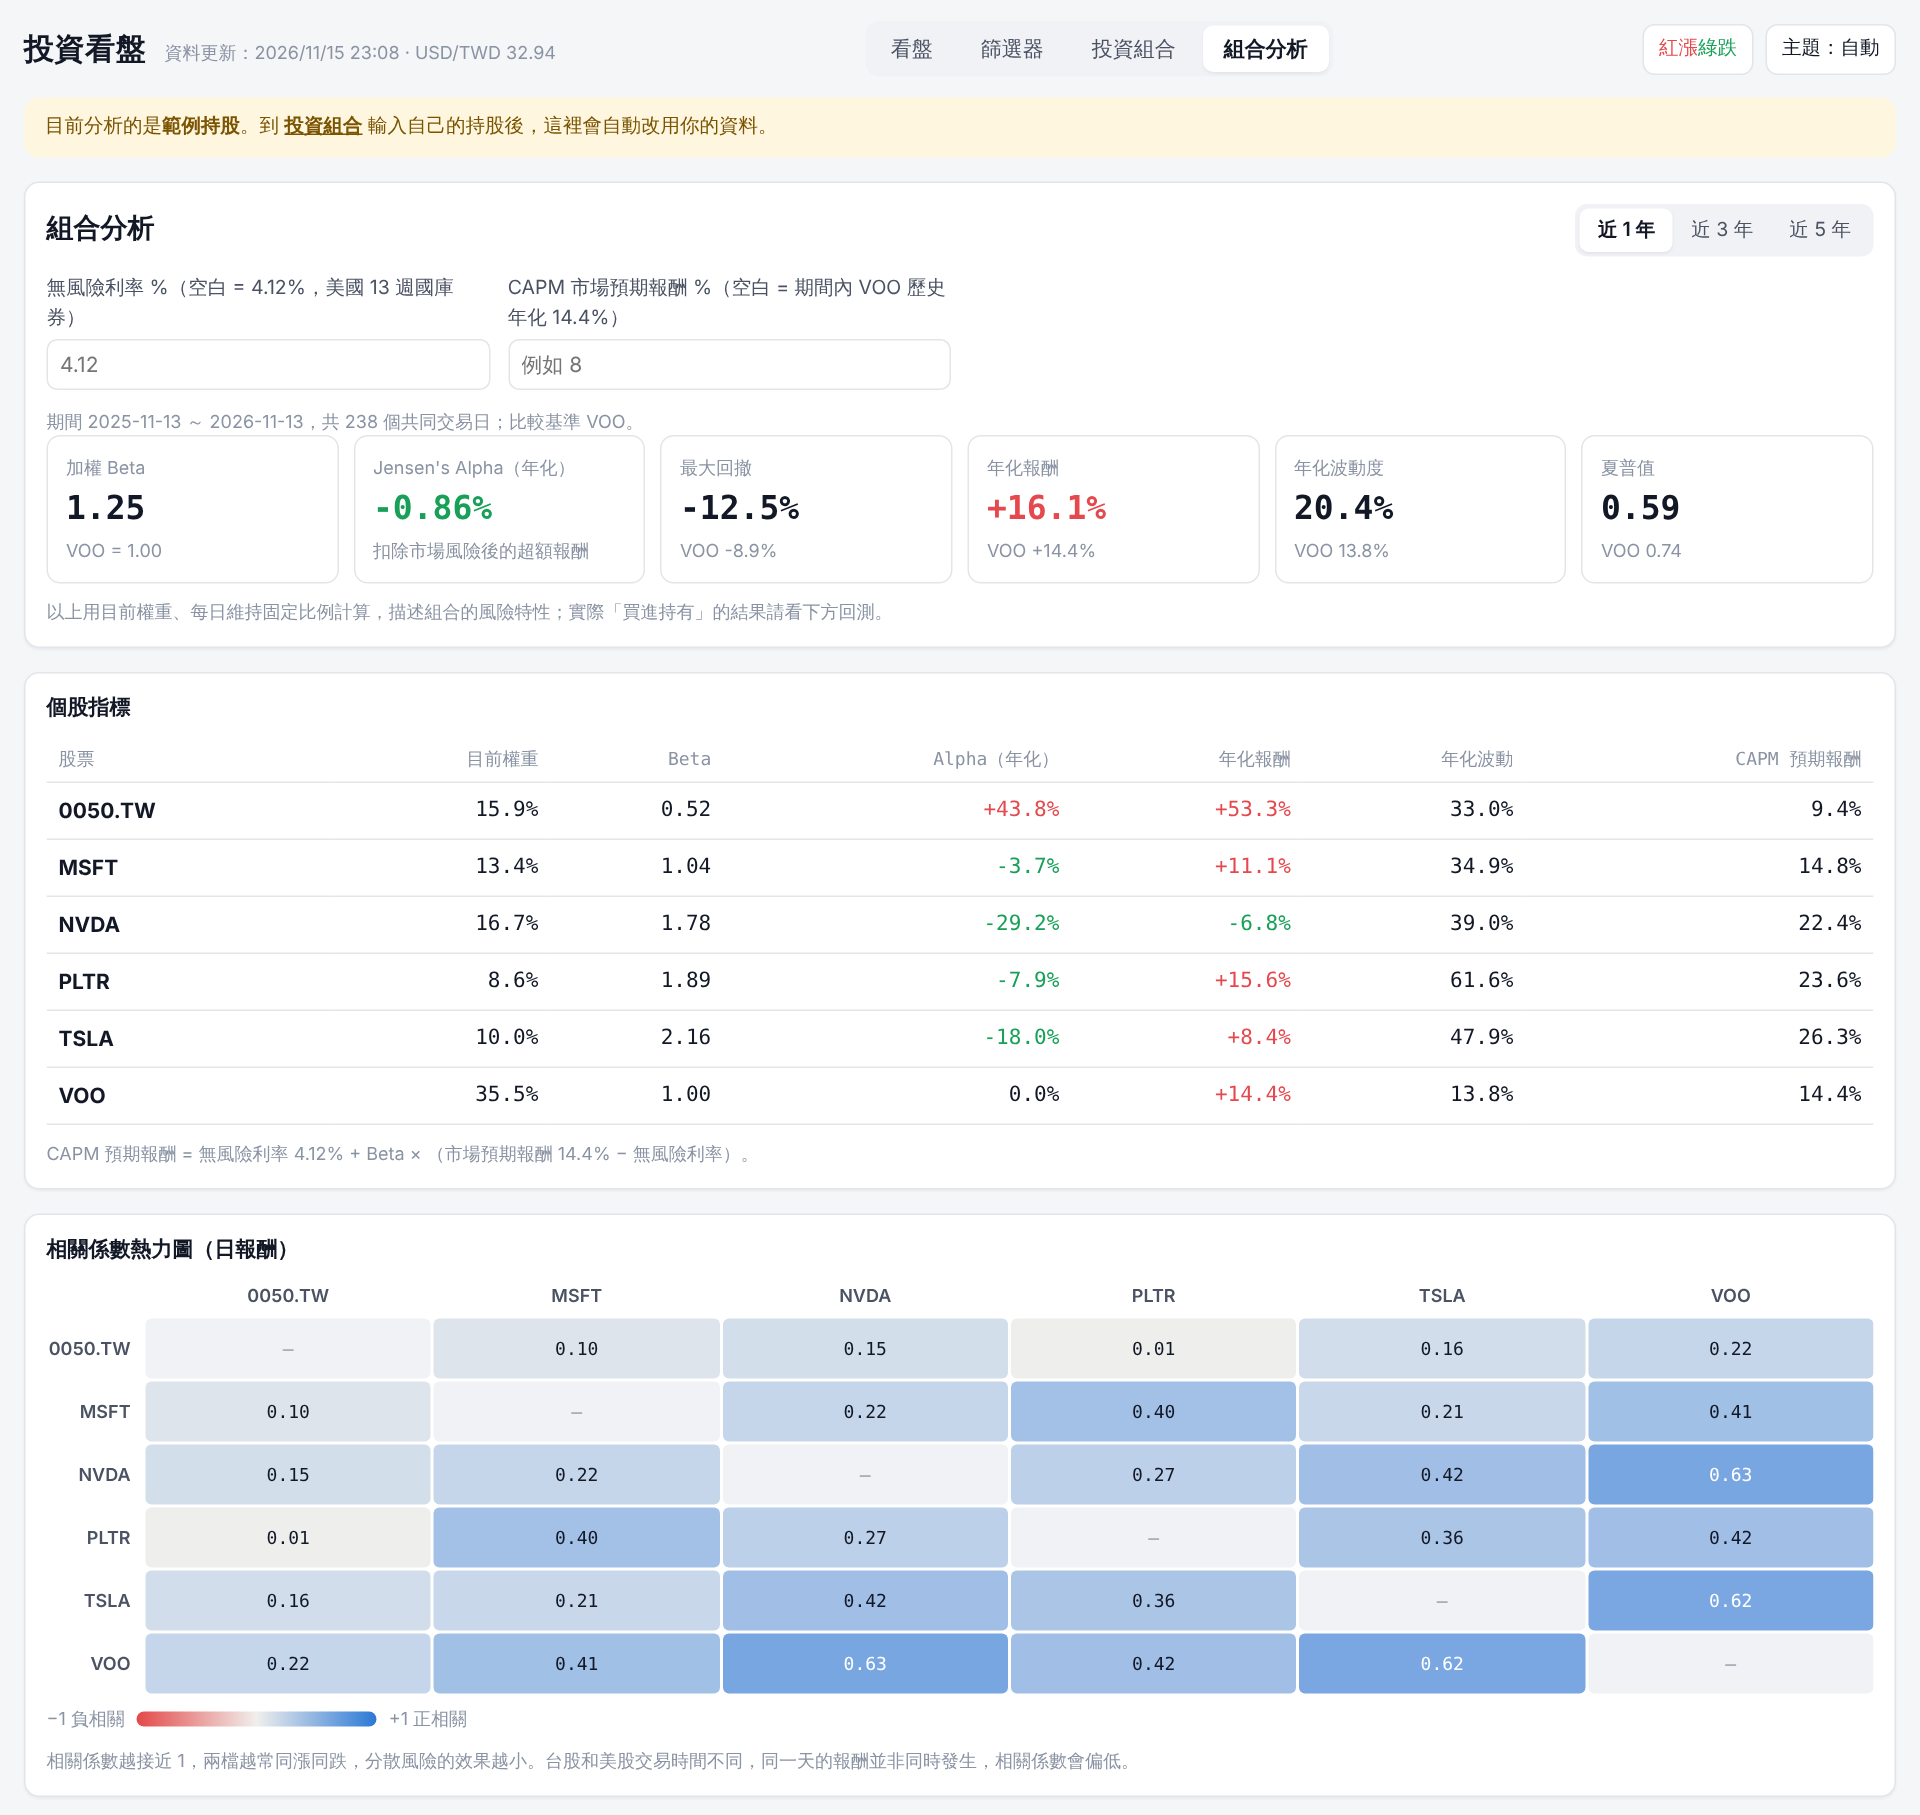 投資看盤 資料更新：2026/11/15 23:08 · USD/TWD 32.94 看盤 篩選器 投資組合 組合分析 紅漲綠跌 主題：自動
目前分析的是範例持股。到 投資組合 輸入自己的持股後，這裡會自動改用你的資料。
組合分析 近 1 年 近 3 年 近 5 年
無風險利率 %（空白 = 4.12%，美國 13 週國庫
券）
4.12
CAPM 市場預期報酬 %（空白 = 期間內 VOO 歷史
年化 14.4%）
例如 8
期間 2025-11-13 ～ 2026-11-13，共 238 個共同交易日；比較基準 VOO。
加權 Beta
1.25
VOO = 1.00
Jensen's Alpha（年化）
-0.86%
扣除市場風險後的超額報酬
最大回撤
-12.5%
VOO -8.9%
年化報酬
+16.1%
VOO +14.4%
年化波動度
20.4%
VOO 13.8%
夏普值
0.59
VOO 0.74
以上用目前權重、每日維持固定比例計算，描述組合的風險特性；實際「買進持有」的結果請看下方回測。
個股指標
股票 目前權重 Beta Alpha（年化） 年化報酬 年化波動 CAPM 預期報酬
0050.TW 15.9% 0.52 +43.8% +53.3% 33.0% 9.4%
MSFT 13.4% 1.04 -3.7% +11.1% 34.9% 14.8%
NVDA 16.7% 1.78 -29.2% -6.8% 39.0% 22.4%
PLTR 8.6% 1.89 -7.9% +15.6% 61.6% 23.6%
TSLA 10.0% 2.16 -18.0% +8.4% 47.9% 26.3%
VOO 35.5% 1.00 0.0% +14.4% 13.8% 14.4%
CAPM 預期報酬 = 無風險利率 4.12% + Beta × （市場預期報酬 14.4% − 無風險利率）。
相關係數熱力圖（日報酬）
0050.TW MSFT NVDA PLTR TSLA VOO
0050.TW – 0.10 0.15 0.01 0.16 0.22
MSFT 0.10 – 0.22 0.40 0.21 0.41
NVDA 0.15 0.22 – 0.27 0.42 0.63
PLTR 0.01 0.40 0.27 – 0.36 0.42
TSLA 0.16 0.21 0.42 0.36 – 0.62
VOO 0.22 0.41 0.63 0.42 0.62 –
−1 負相關 +1 正相關
相關係數越接近 1，兩檔越常同漲同跌，分散風險的效果越小。台股和美股交易時間不同，同一天的報酬並非同時發生，相關係數會偏低。